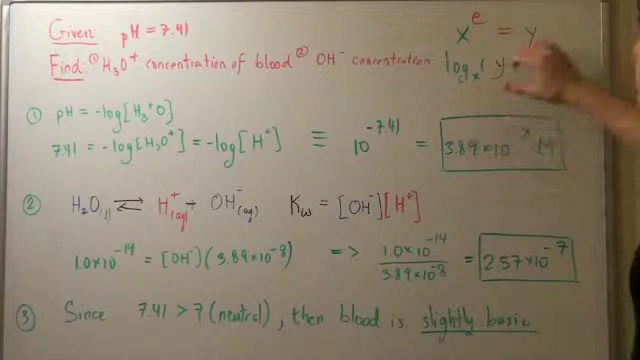 Given: pH = 7.41
x^e = y
Find: ① H₃O⁺ concentration of blood ② OH⁻ concentration log_x( y
① pH = -log[H₃⁺O]
7.41 = -log[H₃O⁺] = -log[H⁺] ≡ 10^-7.41 = 3.89×10 M
② H₂O(l) ⇌ H⁺(aq) + OH⁻(aq) Kw = [OH⁻][H⁺]
1.0×10^-14 = [OH⁻](3.89×10^-8) => 1.0×10^-14 / 3.89×10^-8 = 2.57×10^-7
③ Since 7.41 > 7 (neutral), then blood is slightly basic